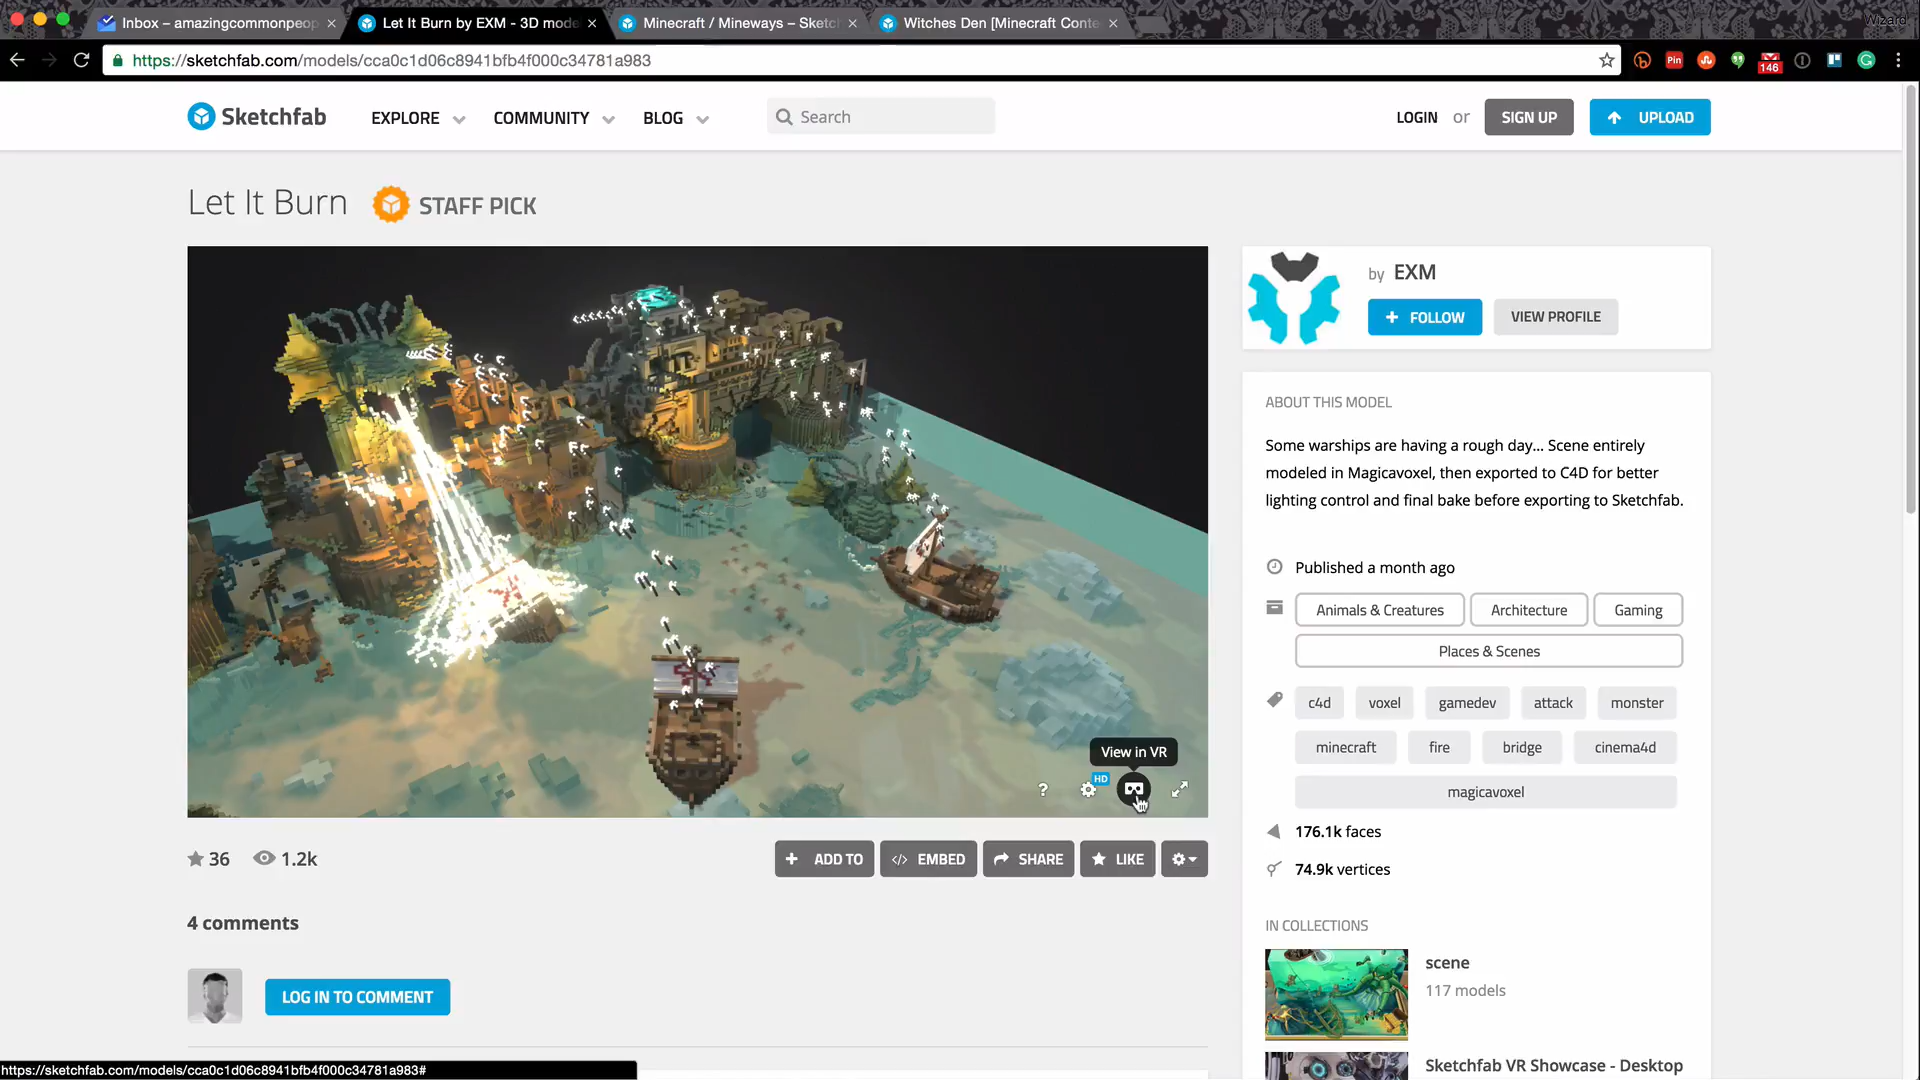 Inbox – amazingcommonpeop
Let It Burn by EXM - 3D mode
Minecraft / Mineways – Sketc
Witches Den [Minecraft Conte
Wizard
https://sketchfab.com/models/cca0c1d06c8941bfb4f000c34781a983
Pin
146
Sketchfab
EXPLORE
COMMUNITY
BLOG
Search
LOGIN or SIGN UP
UPLOAD
Let It Burn
STAFF PICK
by EXM
+ FOLLOW
VIEW PROFILE
ABOUT THIS MODEL
Some warships are having a rough day... Scene entirely
modeled in Magicavoxel, then exported to C4D for better
lighting control and final bake before exporting to Sketchfab.
Published a month ago
Animals & Creatures
Architecture
Gaming
Places & Scenes
c4d
voxel
gamedev
attack
monster
minecraft
fire
bridge
cinema4d
magicavoxel
View in VR
?
HD
176.1k faces
74.9k vertices
36
1.2k
+ ADD TO
</> EMBED
SHARE
LIKE
4 comments
LOG IN TO COMMENT
IN COLLECTIONS
scene
117 models
Sketchfab VR Showcase - Desktop
https://sketchfab.com/models/cca0c1d06c8941bfb4f000c34781a983#